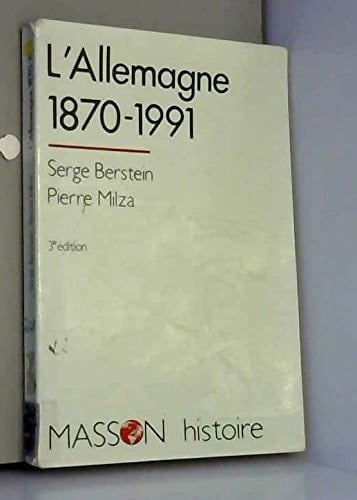 L'Allemagne
1870-1991
Serge Berstein
Pierre Milza
3e édition
MASSON histoire